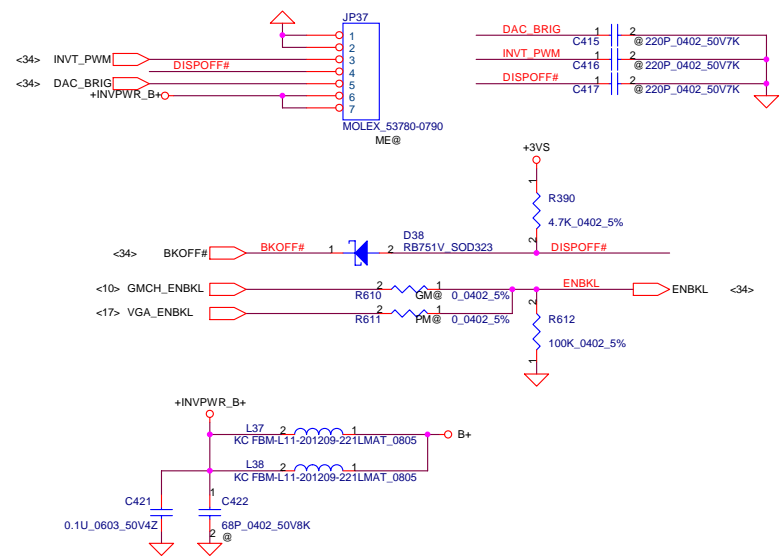 JP37
1
2
<34> INVT_PWM 3
DISPOFF# 4
<34> DAC_BRIG 5
+INVPWR_B+ 6
7
MOLEX_53780-0790
ME@
DAC_BRIG 1 2
C415 @ 220P_0402_50V7K
INVT_PWM 1 2
C416 @ 220P_0402_50V7K
DISPOFF# 1 2
C417 @ 220P_0402_50V7K
+3VS
1
R390
4.7K_0402_5%
2
D38
RB751V_SOD323
<34> BKOFF# BKOFF# 1 2 DISPOFF#
<10> GMCH_ENBKL 2 1 ENBKL ENBKL <34>
R610 GM@ 0_0402_5%
<17> VGA_ENBKL 2 1
R611 PM@ 0_0402_5%
2
R612
100K_0402_5%
1
+INVPWR_B+
L37 2 1 B+
KC FBM-L11-201209-221LMAT_0805
L38 2 1
KC FBM-L11-201209-221LMAT_0805
C421
0.1U_0603_50V4Z
1
C422
68P_0402_50V8K
2
@